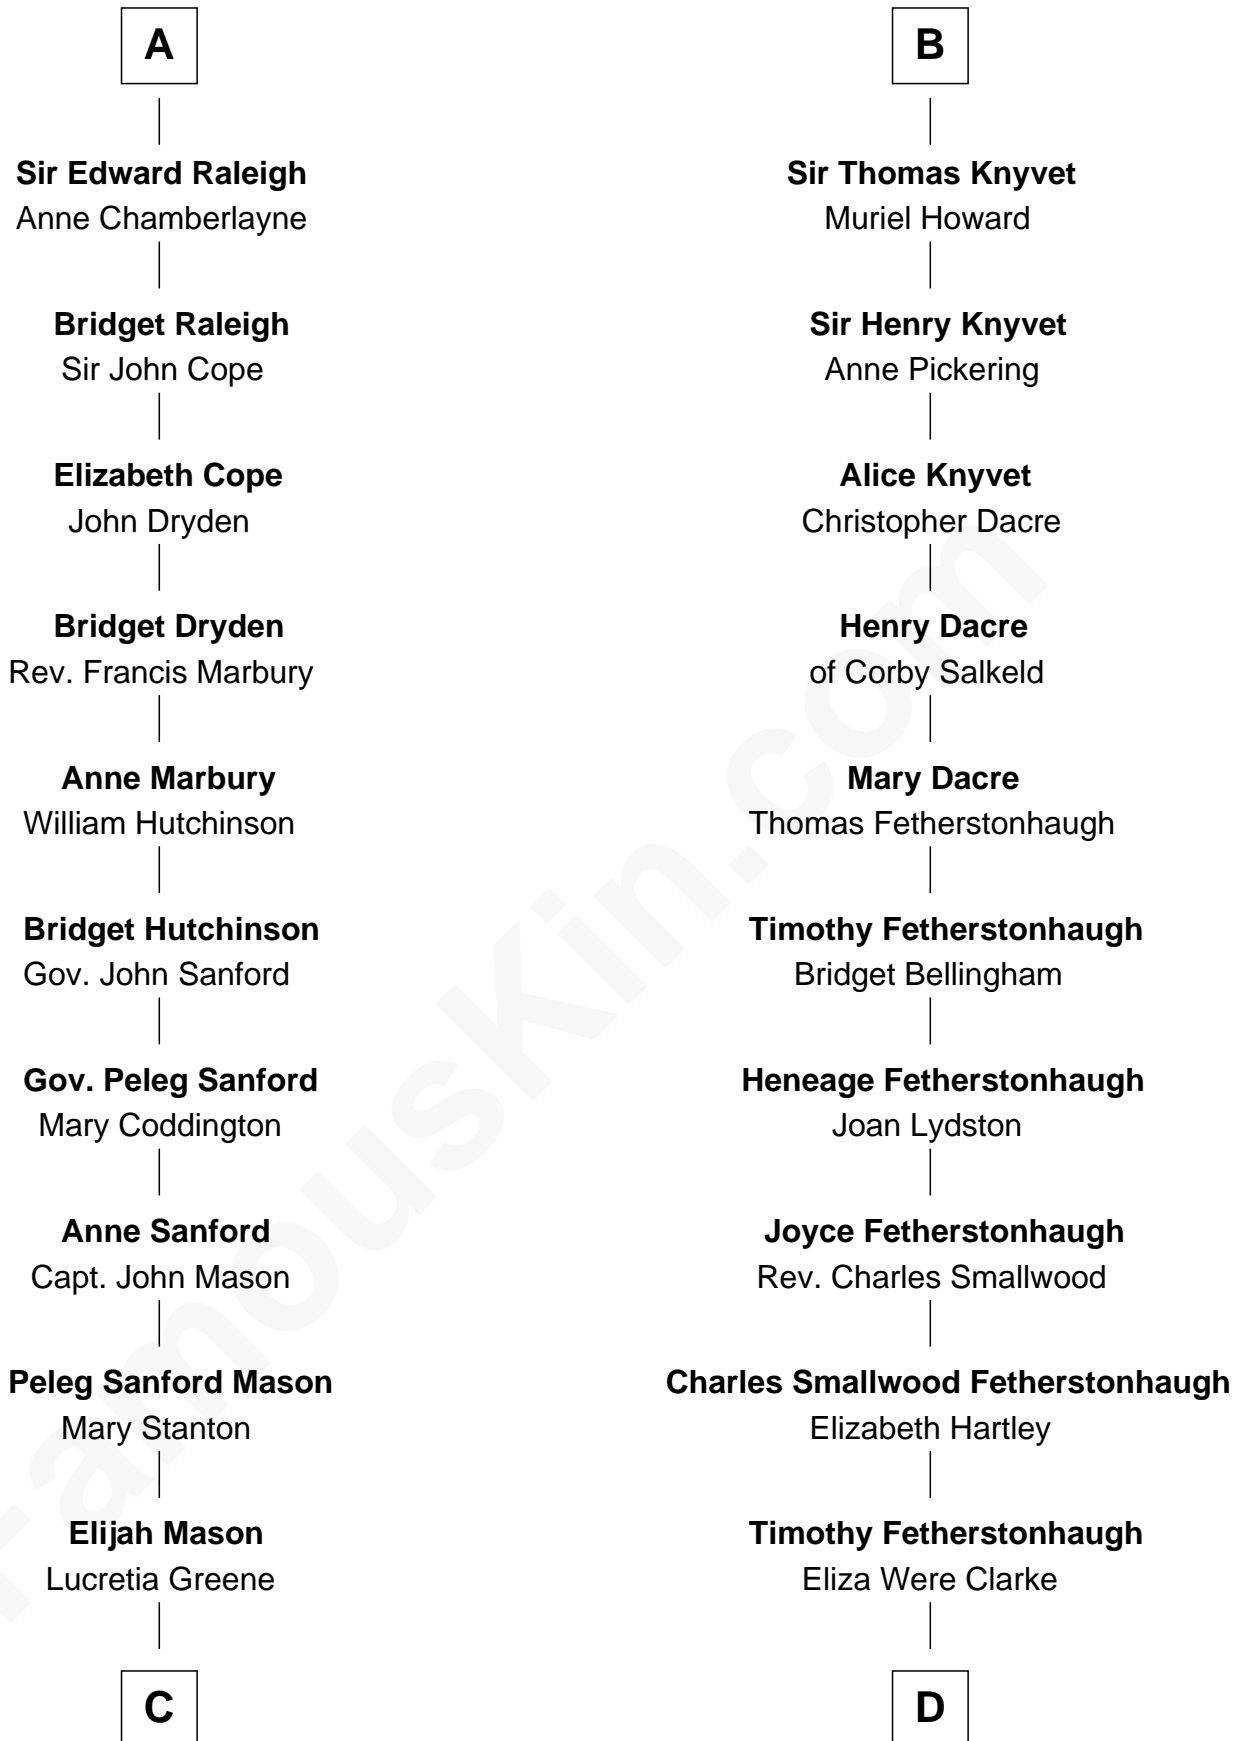 A
Sir Edward Raleigh
Anne Chamberlayne
Bridget Raleigh
Sir John Cope
Elizabeth Cope
John Dryden
Bridget Dryden
Rev. Francis Marbury
Anne Marbury
William Hutchinson
Bridget Hutchinson
Gov. John Sanford
Gov. Peleg Sanford
Mary Coddington
Anne Sanford
Capt. John Mason
Peleg Sanford Mason
Mary Stanton
Elijah Mason
Lucretia Greene
C
B
Sir Thomas Knyvet
Muriel Howard
Sir Henry Knyvet
Anne Pickering
Alice Knyvet
Christopher Dacre
Henry Dacre
of Corby Salkeld
Mary Dacre
Thomas Fetherstonhaugh
Timothy Fetherstonhaugh
Bridget Bellingham
Heneage Fetherstonhaugh
Joan Lydston
Joyce Fetherstonhaugh
Rev. Charles Smallwood
Charles Smallwood Fetherstonhaugh
Elizabeth Hartley
Timothy Fetherstonhaugh
Eliza Were Clarke
D
FamousKin.com